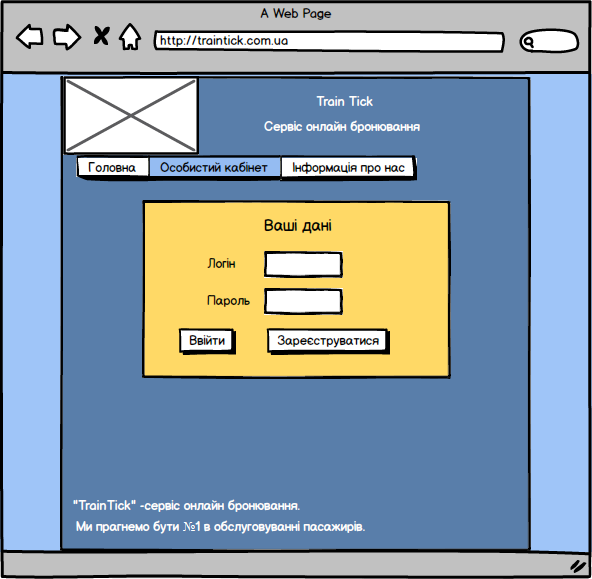 A Web Page
http://traintick.com.ua
Train Tick
Сервіс онлайн бронювання
Головна
Особистий кабінет
Інформація про нас
Ваші дані
Логін
Пароль
Ввійти
Зареєструватися
"TrainTick" -сервіс онлайн бронювання.
Ми прагнемо бути №1 в обслуговуванні пасажирів.